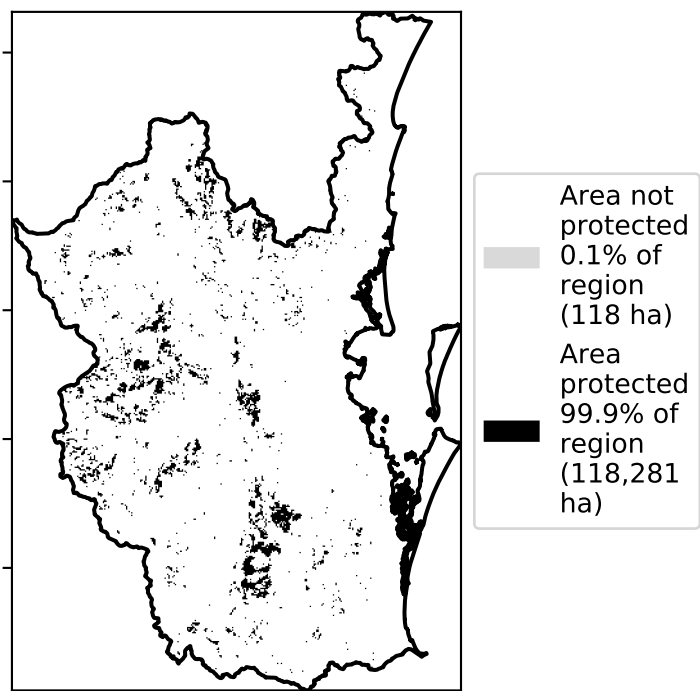 Area not
protected
0.1% of
region
(118 ha)
Area
protected
99.9% of
region
(118,281
ha)